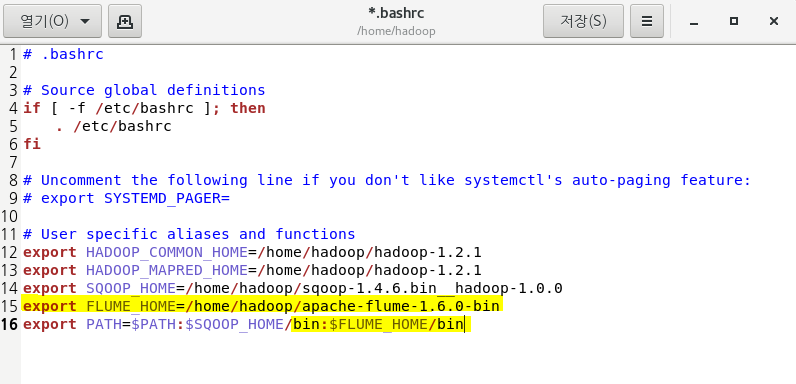 열기(O)
*.bashrc
/home/hadoop
저장(S)
1 # .bashrc
2
3 # Source global definitions
4 if [ -f /etc/bashrc ]; then
5 . /etc/bashrc
6 fi
7
8 # Uncomment the following line if you don't like systemctl's auto-paging feature:
9 # export SYSTEMD_PAGER=
10
11 # User specific aliases and functions
12 export HADOOP_COMMON_HOME=/home/hadoop/hadoop-1.2.1
13 export HADOOP_MAPRED_HOME=/home/hadoop/hadoop-1.2.1
14 export SQOOP_HOME=/home/hadoop/sqoop-1.4.6.bin__hadoop-1.0.0
15 export FLUME_HOME=/home/hadoop/apache-flume-1.6.0-bin
16 export PATH=$PATH:$SQOOP_HOME/bin:$FLUME_HOME/bin